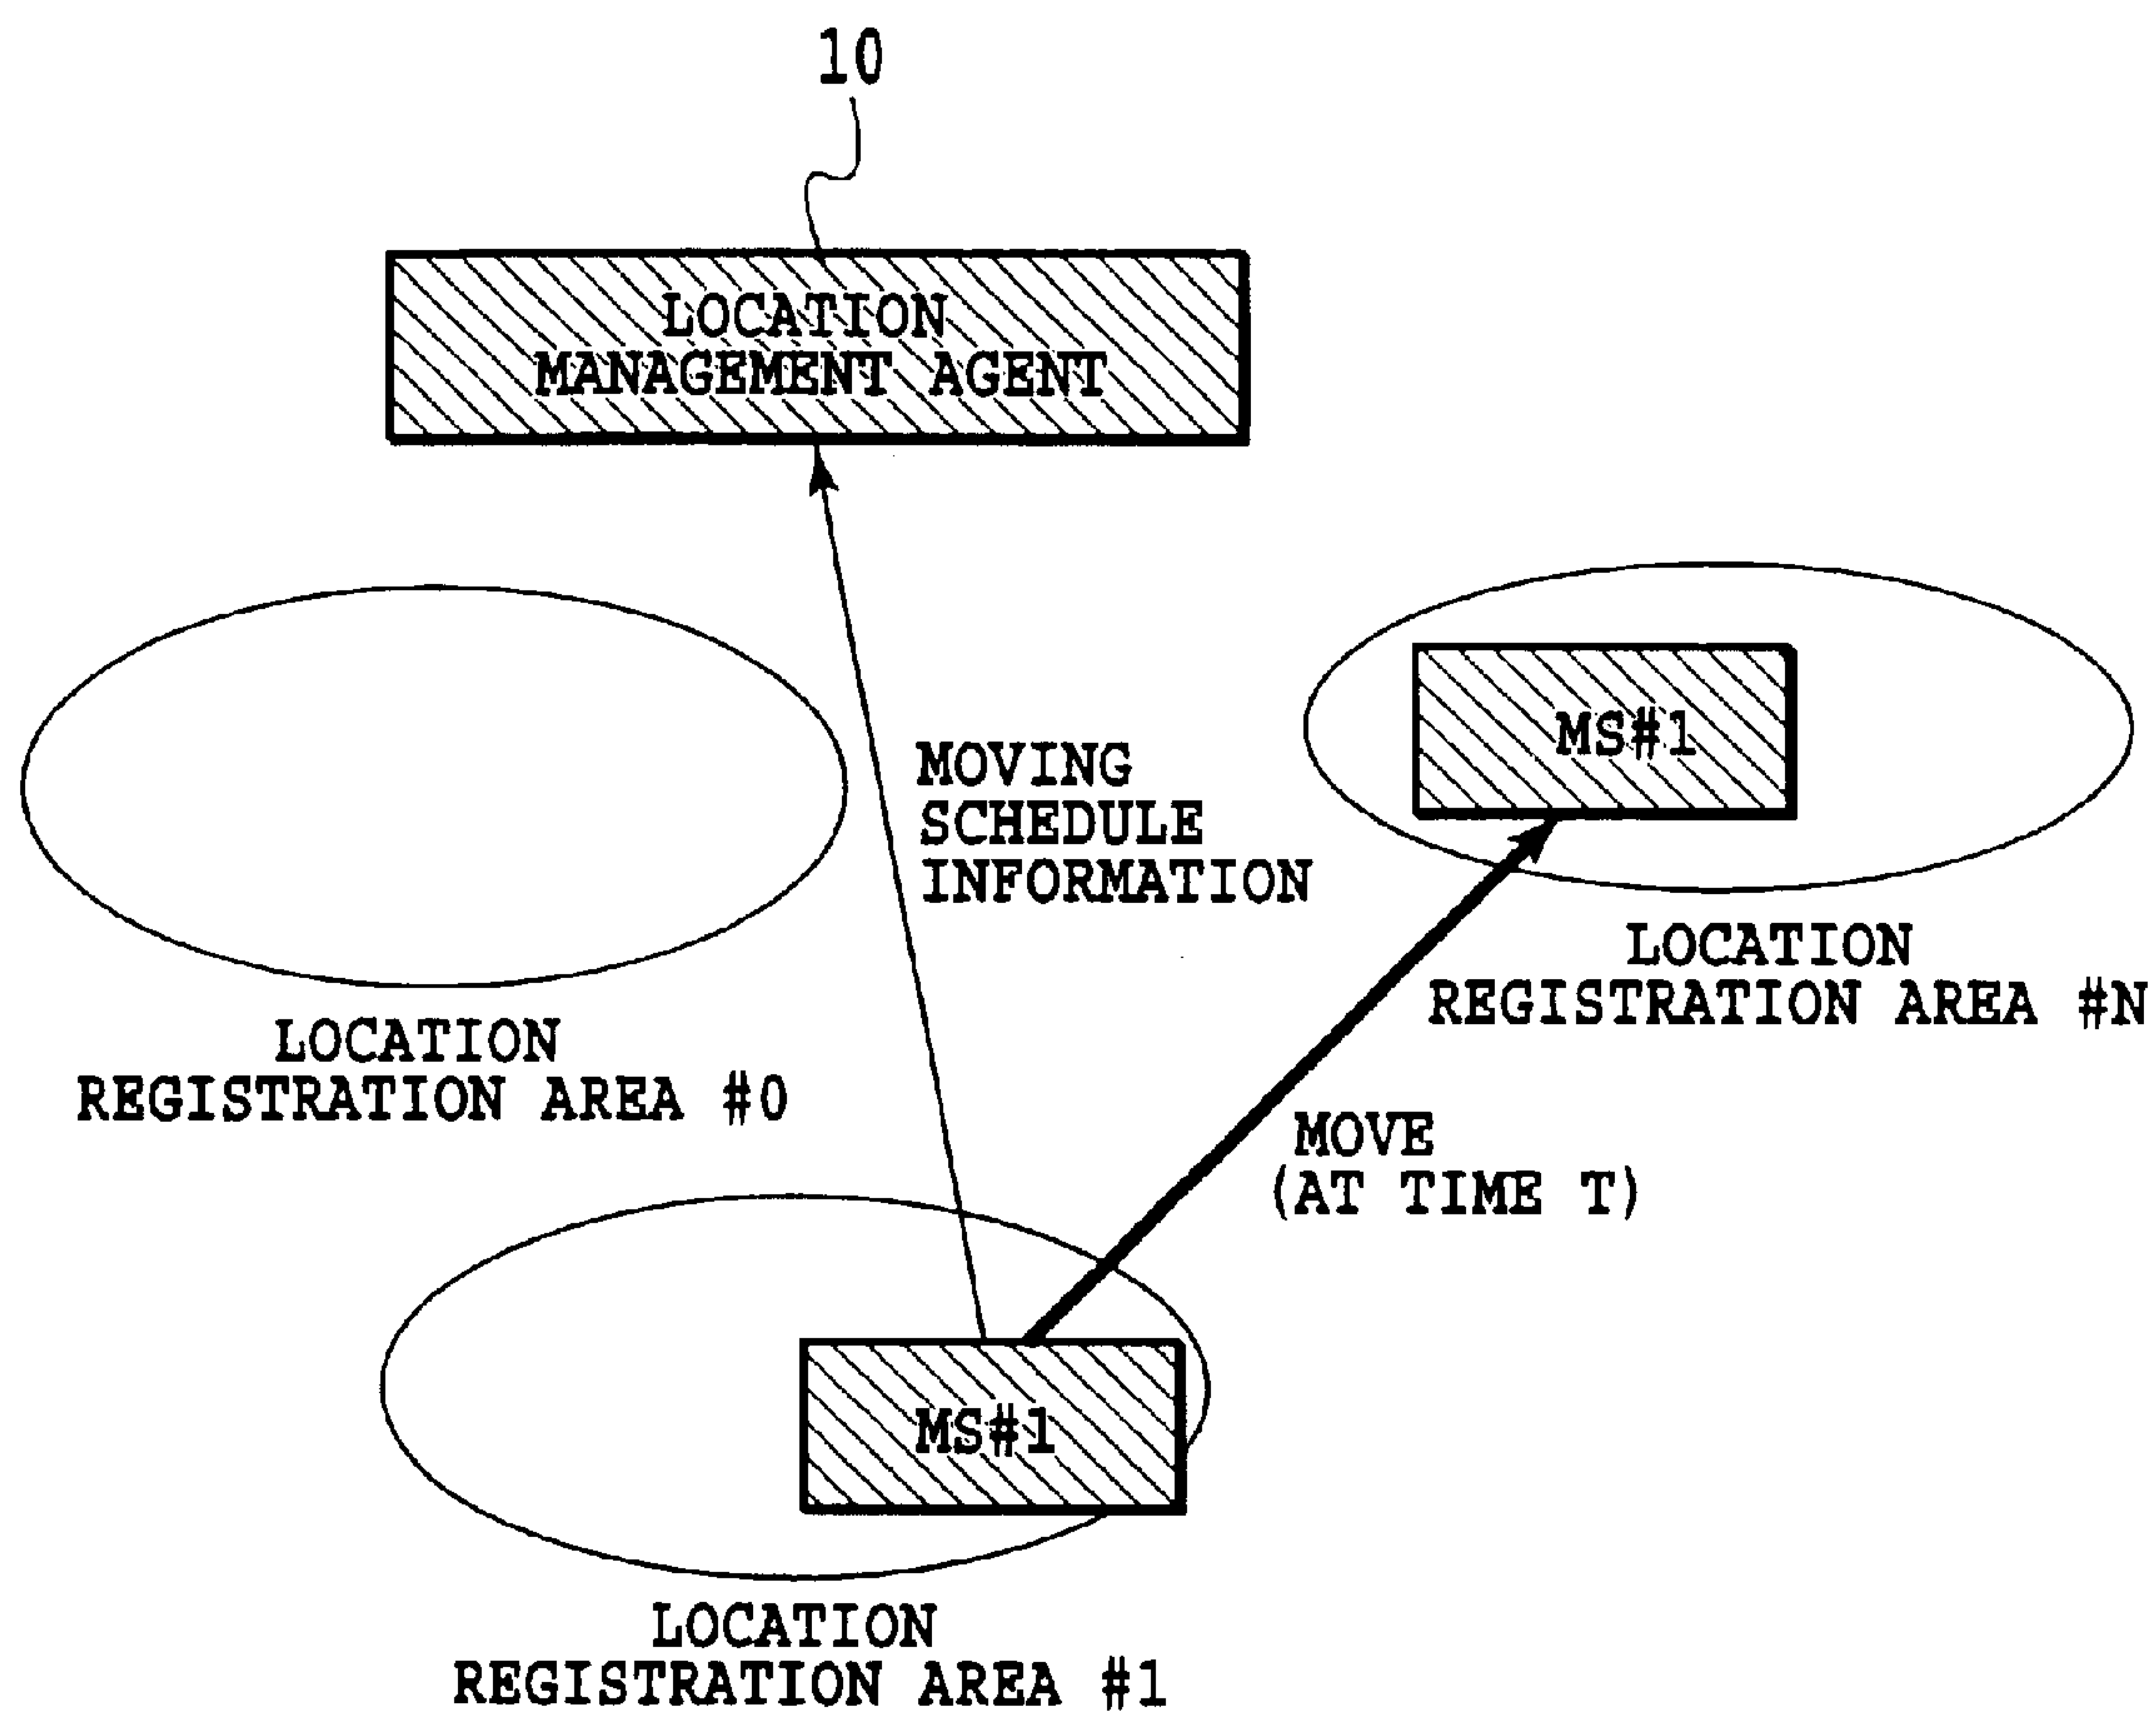 10
LOCATION
MANAGEMENT AGENT
MOVING
SCHEDULE
INFORMATION
MS#1
LOCATION
REGISTRATION AREA #N
LOCATION
REGISTRATION AREA #0
MOVE
(AT TIME T)
MS#1
LOCATION
REGISTRATION AREA #1